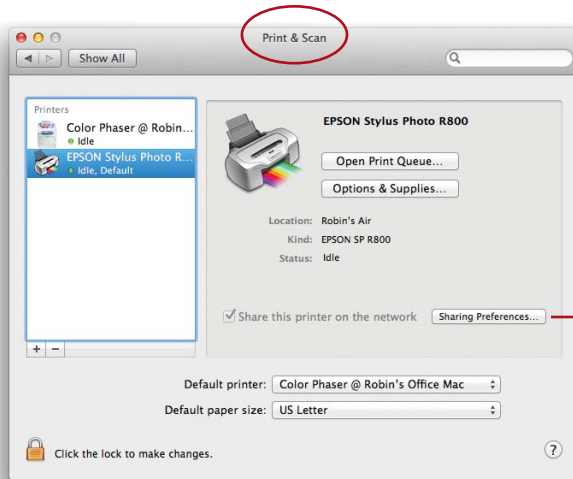 Print & Scan
Show All
Printers
Color Phaser @ Robin...
Idle
EPSON Stylus Photo R...
Idle, Default
EPSON Stylus Photo R800
Open Print Queue...
Options & Supplies...
Location: Robin's Air
Kind: EPSON SP R800
Status: Idle
Share this printer on the network
Sharing Preferences...
+ −
Default printer: Color Phaser @ Robin's Office Mac
Default paper size: US Letter
Click the lock to make changes.
?